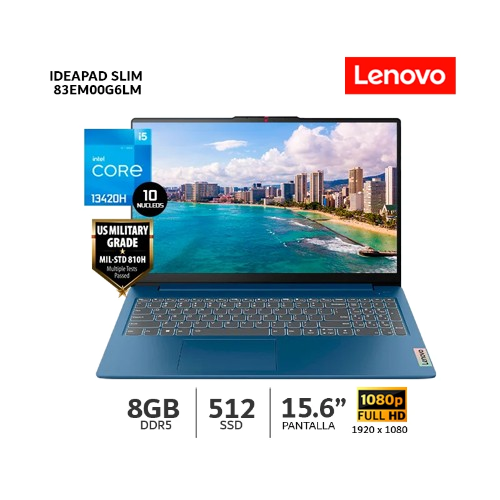 IDEAPAD SLIM
83EM00G6LM
Lenovo
i5
intel
CORE
13420H
10
NUCLEOS
US MILITARY
GRADE
MIL-STD 810H
Multiple Tests
Passed
Lenovo
8GB
DDR5
512
SSD
15.6”
PANTALLA
1080p
FULL HD
1920 x 1080